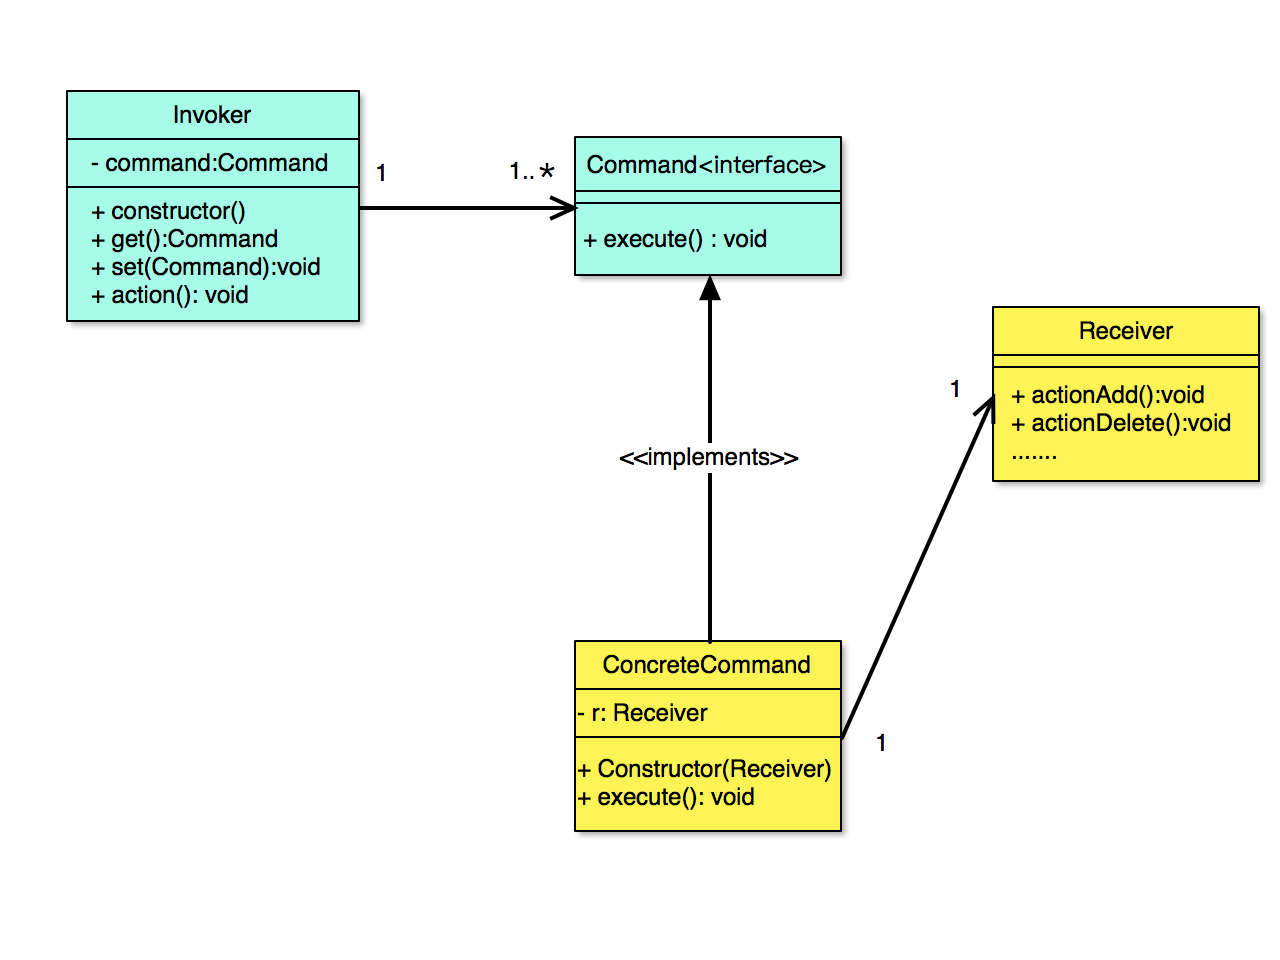 Invoker
- command:Command
+ constructor()
+ get():Command
+ set(Command):void
+ action(): void
1
1..*
Command<interface>
+ execute() : void
<<implements>>
Receiver
+ actionAdd():void
+ actionDelete():void
.......
1
ConcreteCommand
- r: Receiver
+ Constructor(Receiver)
+ execute(): void
1